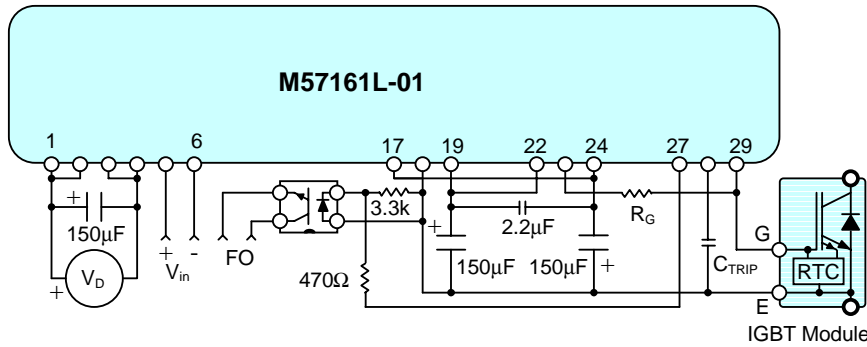 M57161L-01
1
6
17
19
22
24
27
29
+
150µF
+
V_D
+
-
V_in
FO
3.3k
470Ω
+
150µF
2.2µF
150µF
+
R_G
C_TRIP
G
E
RTC
IGBT Module